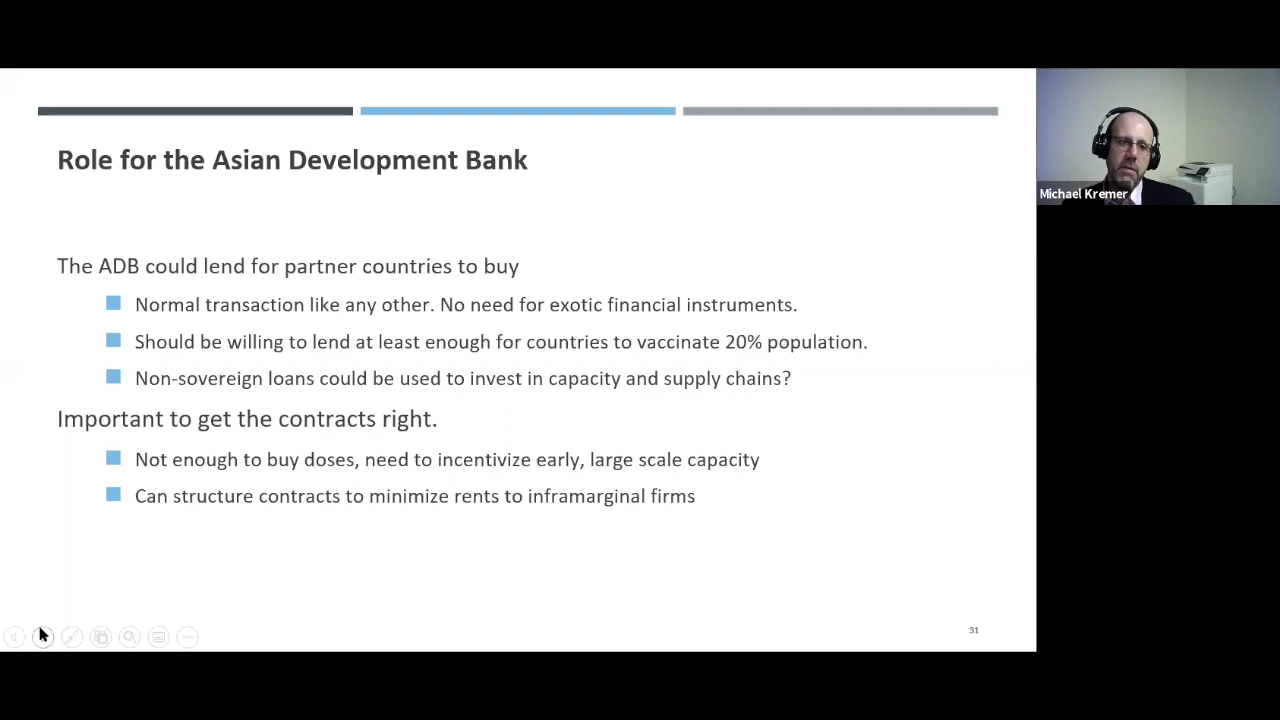 Role for the Asian Development Bank
The ADB could lend for partner countries to buy
Normal transaction like any other. No need for exotic financial instruments.
Should be willing to lend at least enough for countries to vaccinate 20% population.
Non-sovereign loans could be used to invest in capacity and supply chains?
Important to get the contracts right.
Not enough to buy doses, need to incentivize early, large scale capacity
Can structure contracts to minimize rents to inframarginal firms
31
Michael Kremer